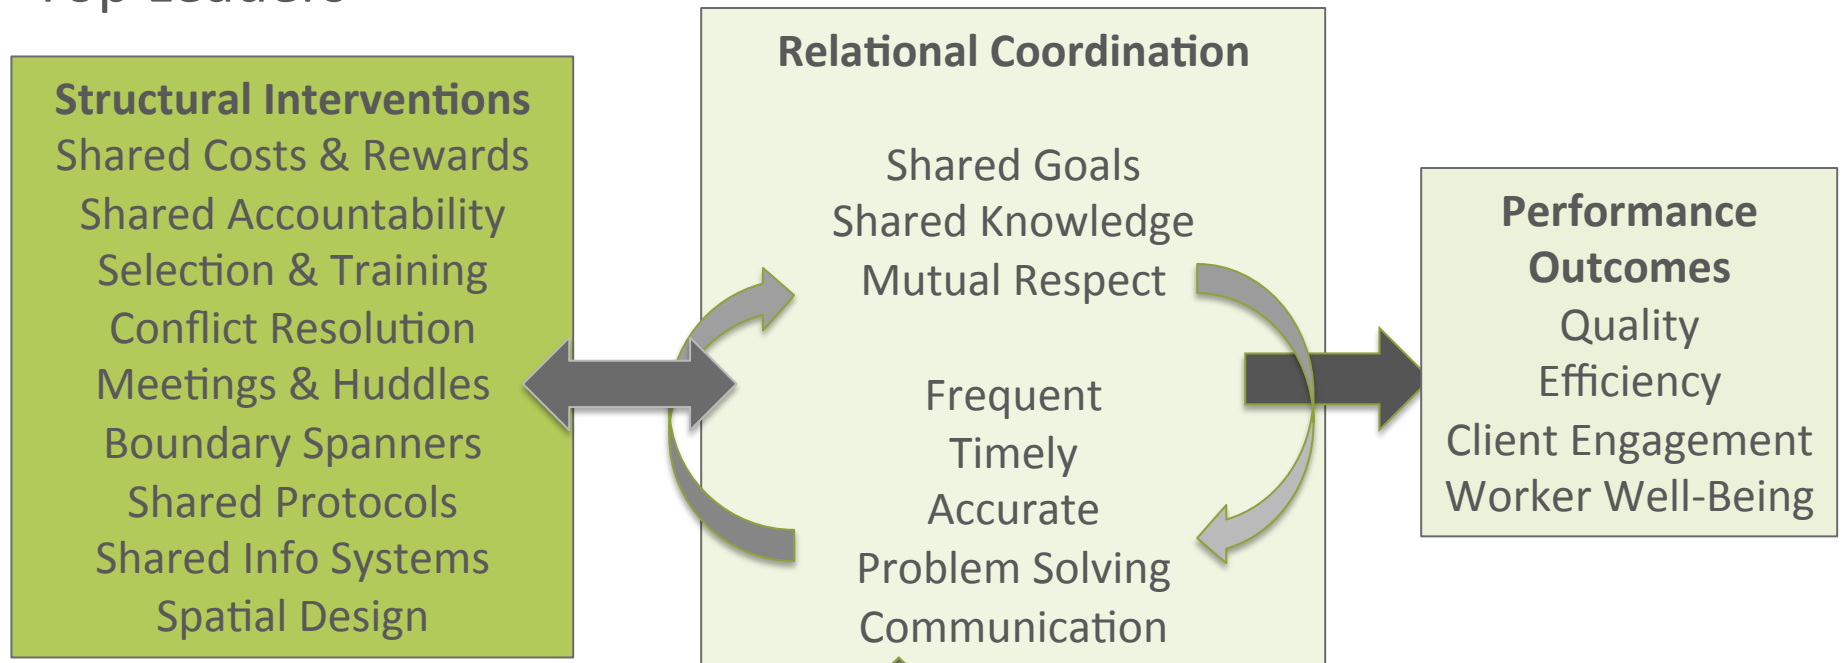 Top Leaders
Structural Interventions
Shared Costs & Rewards
Shared Accountability
Selection & Training
Conflict Resolution
Meetings & Huddles
Boundary Spanners
Shared Protocols
Shared Info Systems
Spatial Design
Relational Coordination
Shared Goals
Shared Knowledge
Mutual Respect
Frequent
Timely
Accurate
Problem Solving
Communication
Performance
Outcomes
Quality
Efficiency
Client Engagement
Worker Well-Being